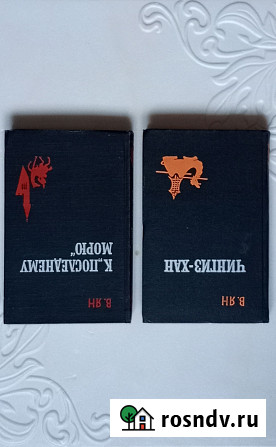 В. ЯН
К „ПОСЛЕДНЕМУ
МОРЮ“
В. ЯН
ЧИНГИЗ-ХАН
rosndv.ru